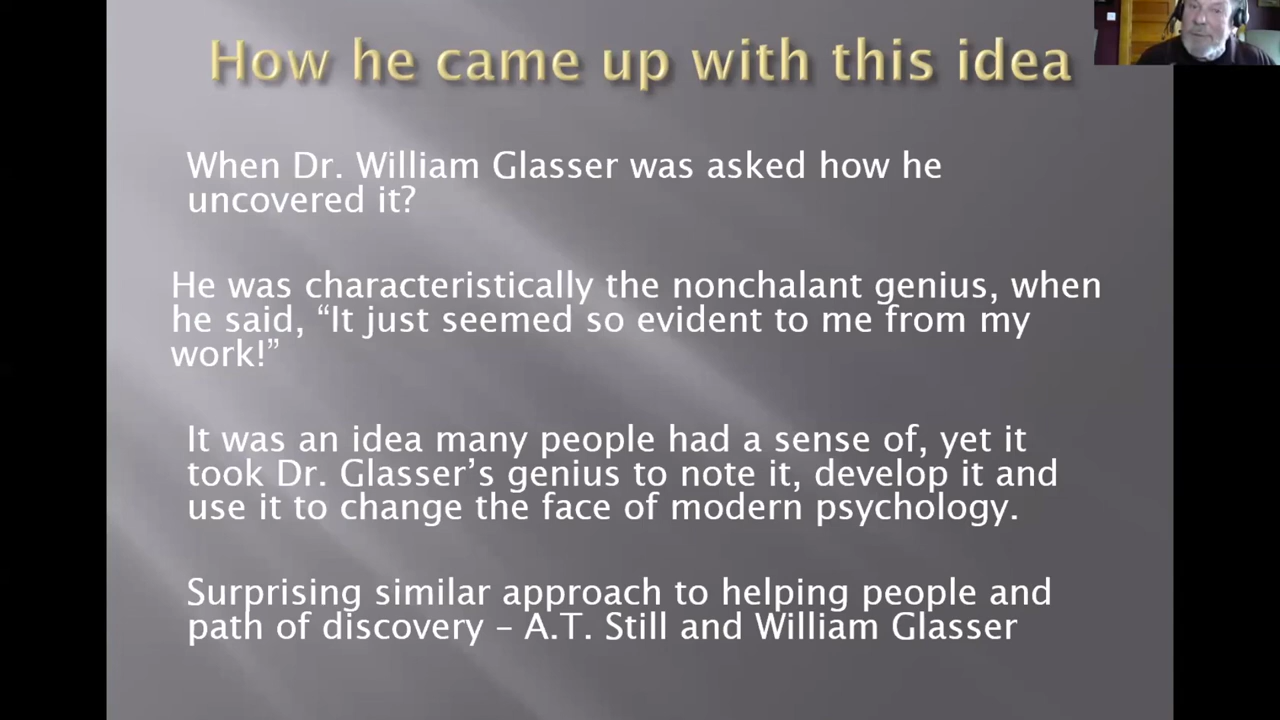 How he came up with this idea
When Dr. William Glasser was asked how he
uncovered it?
He was characteristically the nonchalant genius, when
he said, “It just seemed so evident to me from my
work!”
It was an idea many people had a sense of, yet it
took Dr. Glasser’s genius to note it, develop it and
use it to change the face of modern psychology.
Surprising similar approach to helping people and
path of discovery – A.T. Still and William Glasser